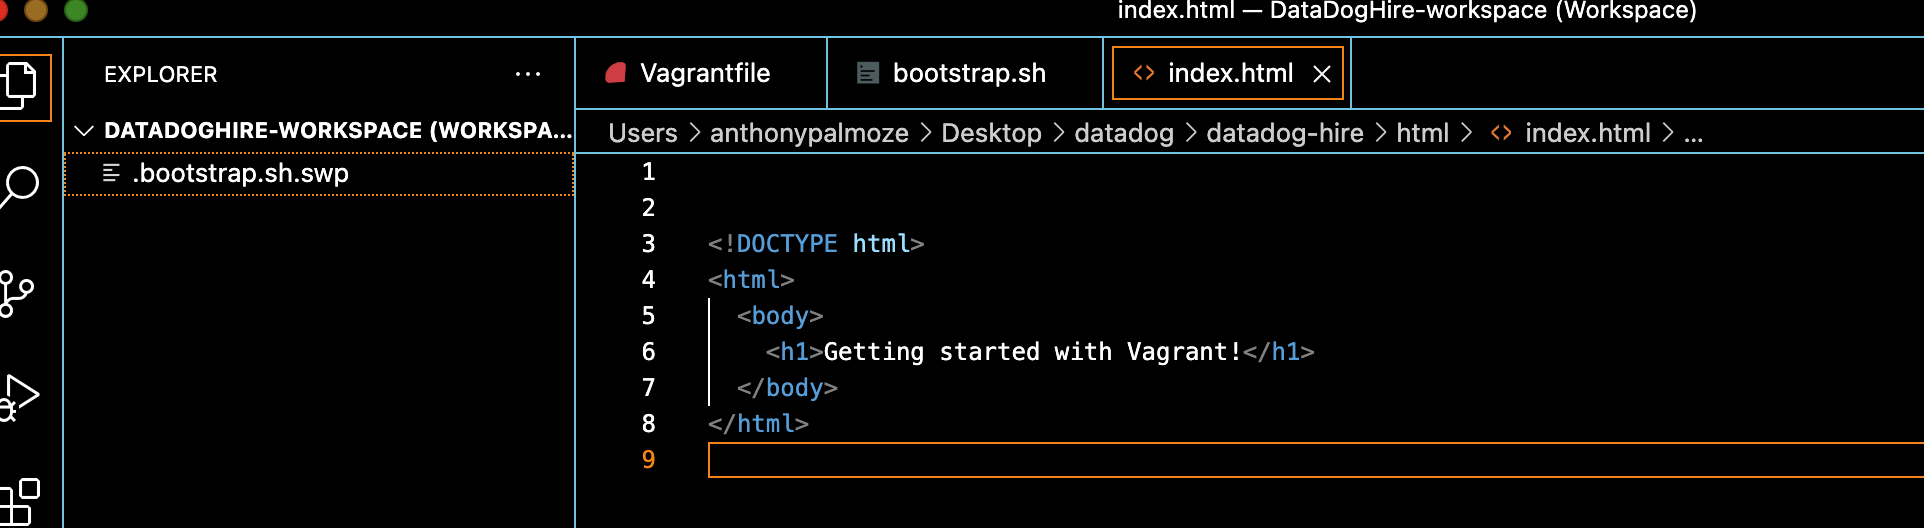 index.html — DataDogHire-workspace (Workspace)
EXPLORER ...
Vagrantfile
bootstrap.sh
index.html
DATADOGHIRE-WORKSPACE (WORKSPA...
Users > anthonypalmoze > Desktop > datadog > datadog-hire > html > <> index.html > ...
.bootstrap.sh.swp
1
2
3 <!DOCTYPE html>
4 <html>
5   <body>
6     <h1>Getting started with Vagrant!</h1>
7   </body>
8 </html>
9